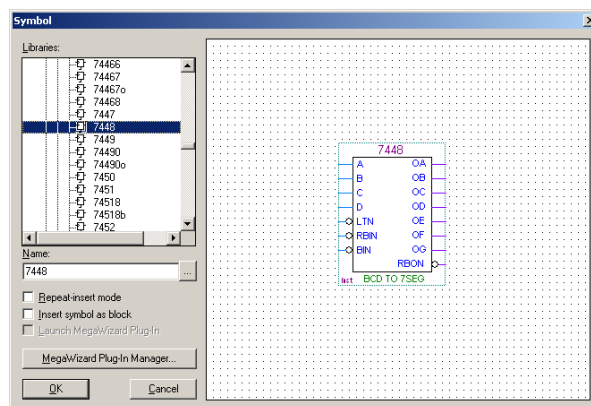 Symbol
Libraries:
74466
74467
74467o
74468
7447
7448
7449
74490
74490o
7450
7451
74518
74518b
7452
Name:
7448
...
Repeat-insert mode
Insert symbol as block
Launch MegaWizard Plug-In
MegaWizard Plug-In Manager...
OK
Cancel
7448
A OA
B OB
C OC
D OD
LTN OE
RBIN OF
BIN OG
RBON
inst BCD TO 7SEG